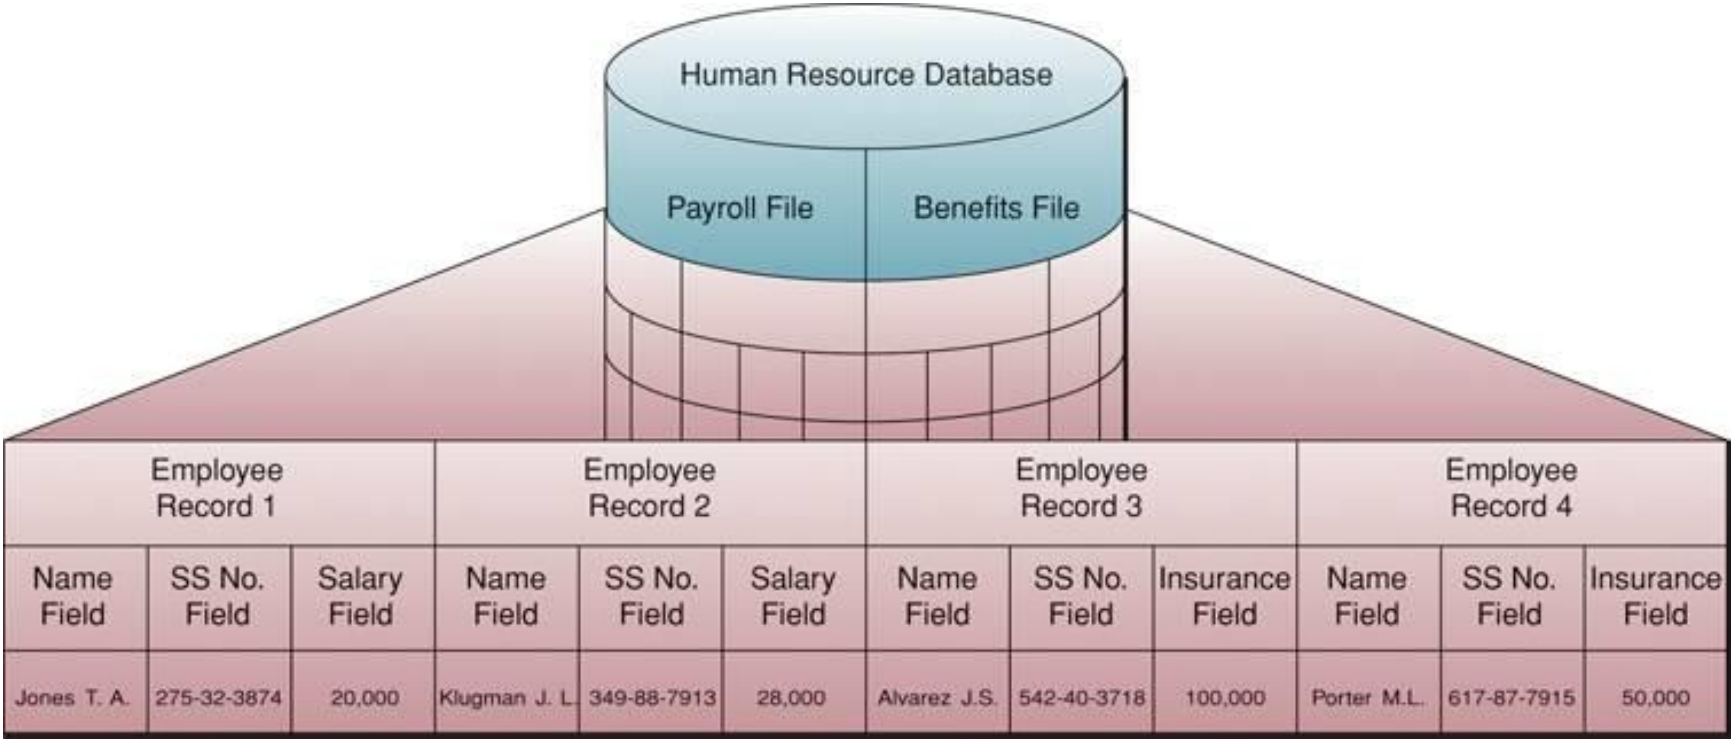 Human Resource Database
Payroll File Benefits File
Employee Employee Employee Employee
Record 1 Record 2 Record 3 Record 4
Name SS No. Salary Name SS No. Salary Name SS No. Insurance Name SS No. Insurance
Field Field Field Field Field Field Field Field Field Field Field Field
Jones T. A. 275-32-3874 20,000 Klugman J. L. 349-88-7913 28,000 Alvarez J.S. 542-40-3718 100,000 Porter M.L. 617-87-7915 50,000